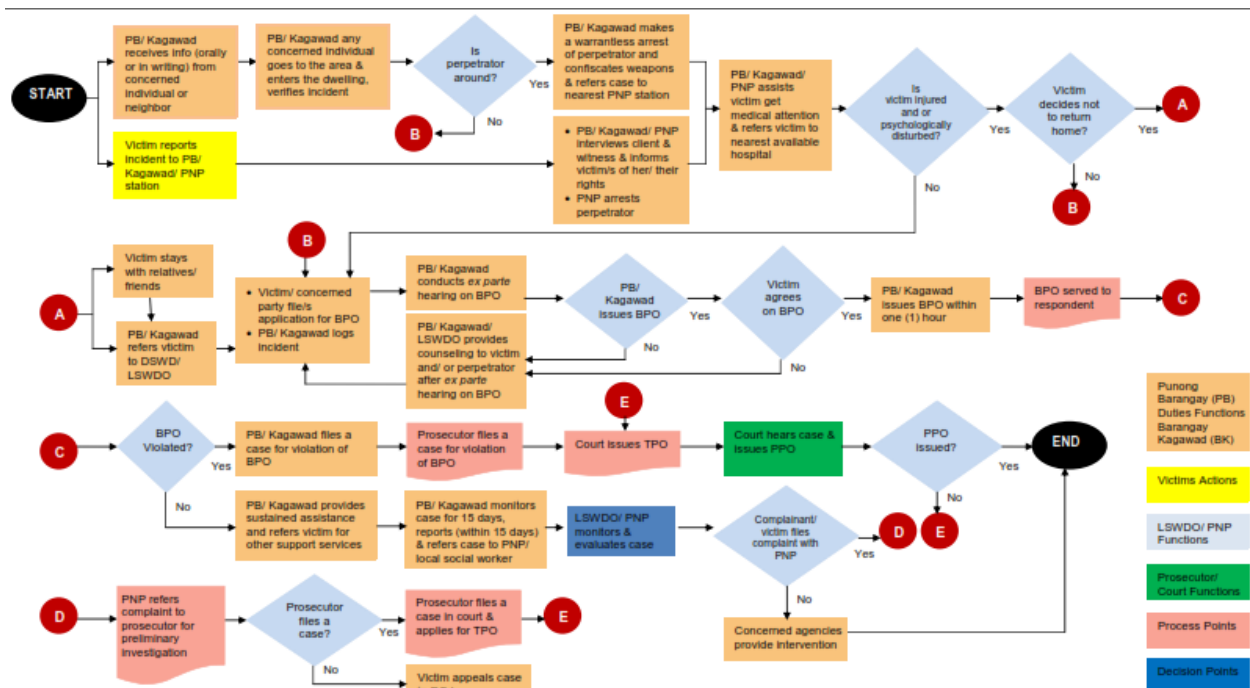 START
PB/ Kagawad
receives info (orally
or in writing) from
concerned
individual or
neighbor
PB/ Kagawad any
concerned individual
goes to the area &
enters the dwelling,
verifies incident
Is
perpetrator
around?
Yes
No
B
PB/ Kagawad makes
a warrantless arrest
of perpetrator and
confiscates weapons
& refers case to
nearest PNP station
Victim reports
incident to PB/
Kagawad/ PNP
station
• PB/ Kagawad/ PNP
interviews client &
witness & informs
victim/s of her/ their
rights
• PNP arrests
perpetrator
PB/ Kagawad/
PNP assists
victim get
medical attention
& refers victim to
nearest available
hospital
Is
victim injured
and or
psychologically
disturbed?
Yes
No
Victim
decides not
to return
home?
Yes
A
No
B
A
Victim stays
with relatives/
friends
PB/ Kagawad
refers vtictim
to DSWD/
LSWDO
B
• Victim/ concerned
party file/s
application for BPO
• PB/ Kagawad logs
incident
PB/ Kagawad
conducts ex parte
hearing on BPO
PB/ Kagawad/
LSWDO provides
counseling to victim
and/ or perpetrator
after ex parte
hearing on BPO
PB/
Kagawad
issues BPO
Yes
No
Victim
agrees
on BPO
Yes
No
PB/ Kagawad
issues BPO within
one (1) hour
BPO served to
respondent
C
C
BPO
Violated?
Yes
No
PB/ Kagawad files a
case for violation of
BPO
Prosecutor files a
case for violation
of BPO
E
Court issues TPO
Court hears case &
issues PPO
PPO
issued?
Yes
END
No
E
PB/ Kagawad provides
sustained assistance
and refers victim for
other support services
PB/ Kagawad monitors
case for 15 days,
reports (within 15 days)
& refers case to PNP/
local social worker
LSWDO/ PNP
monitors &
evaluates case
Complainant/
victim files
complaint with
PNP
Yes
D
No
Concerned agencies
provide intervention
D
PNP refers
complaint to
prosecutor for
preliminary
investigation
Prosecutor
files a
case?
Yes
No
Prosecutor files a
case in court &
applies for TPO
E
Victim appeals case
Punong
Barangay (PB)
Duties Functions
Barangay
Kagawad (BK)
Victims Actions
LSWDO/ PNP
Functions
Prosecutor/
Court Functions
Process Points
Decision Points